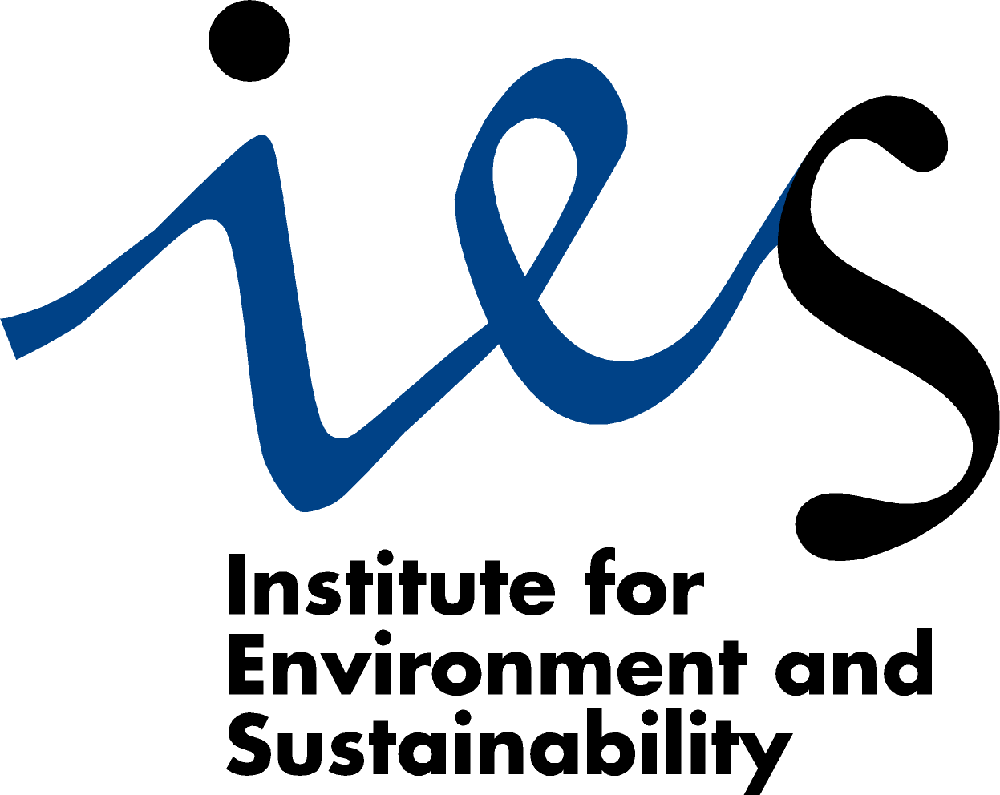 ies
Institute for
Environment and
Sustainability